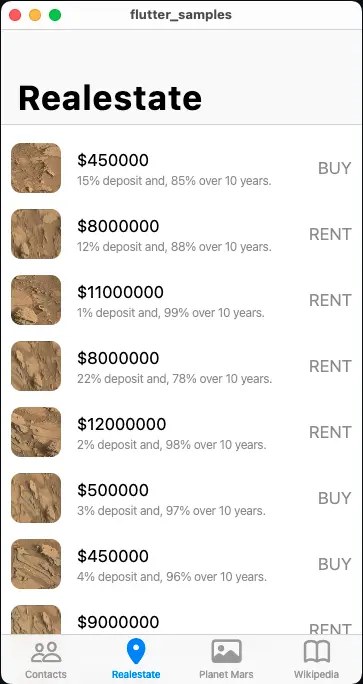 flutter_samples
Realestate
$450000
15% deposit and, 85% over 10 years.
BUY
$8000000
12% deposit and, 88% over 10 years.
RENT
$11000000
1% deposit and, 99% over 10 years.
RENT
$8000000
22% deposit and, 78% over 10 years.
RENT
$12000000
2% deposit and, 98% over 10 years.
RENT
$500000
3% deposit and, 97% over 10 years.
BUY
$450000
4% deposit and, 96% over 10 years.
BUY
$9000000
RENT
Contacts
Realestate
Planet Mars
Wikipedia